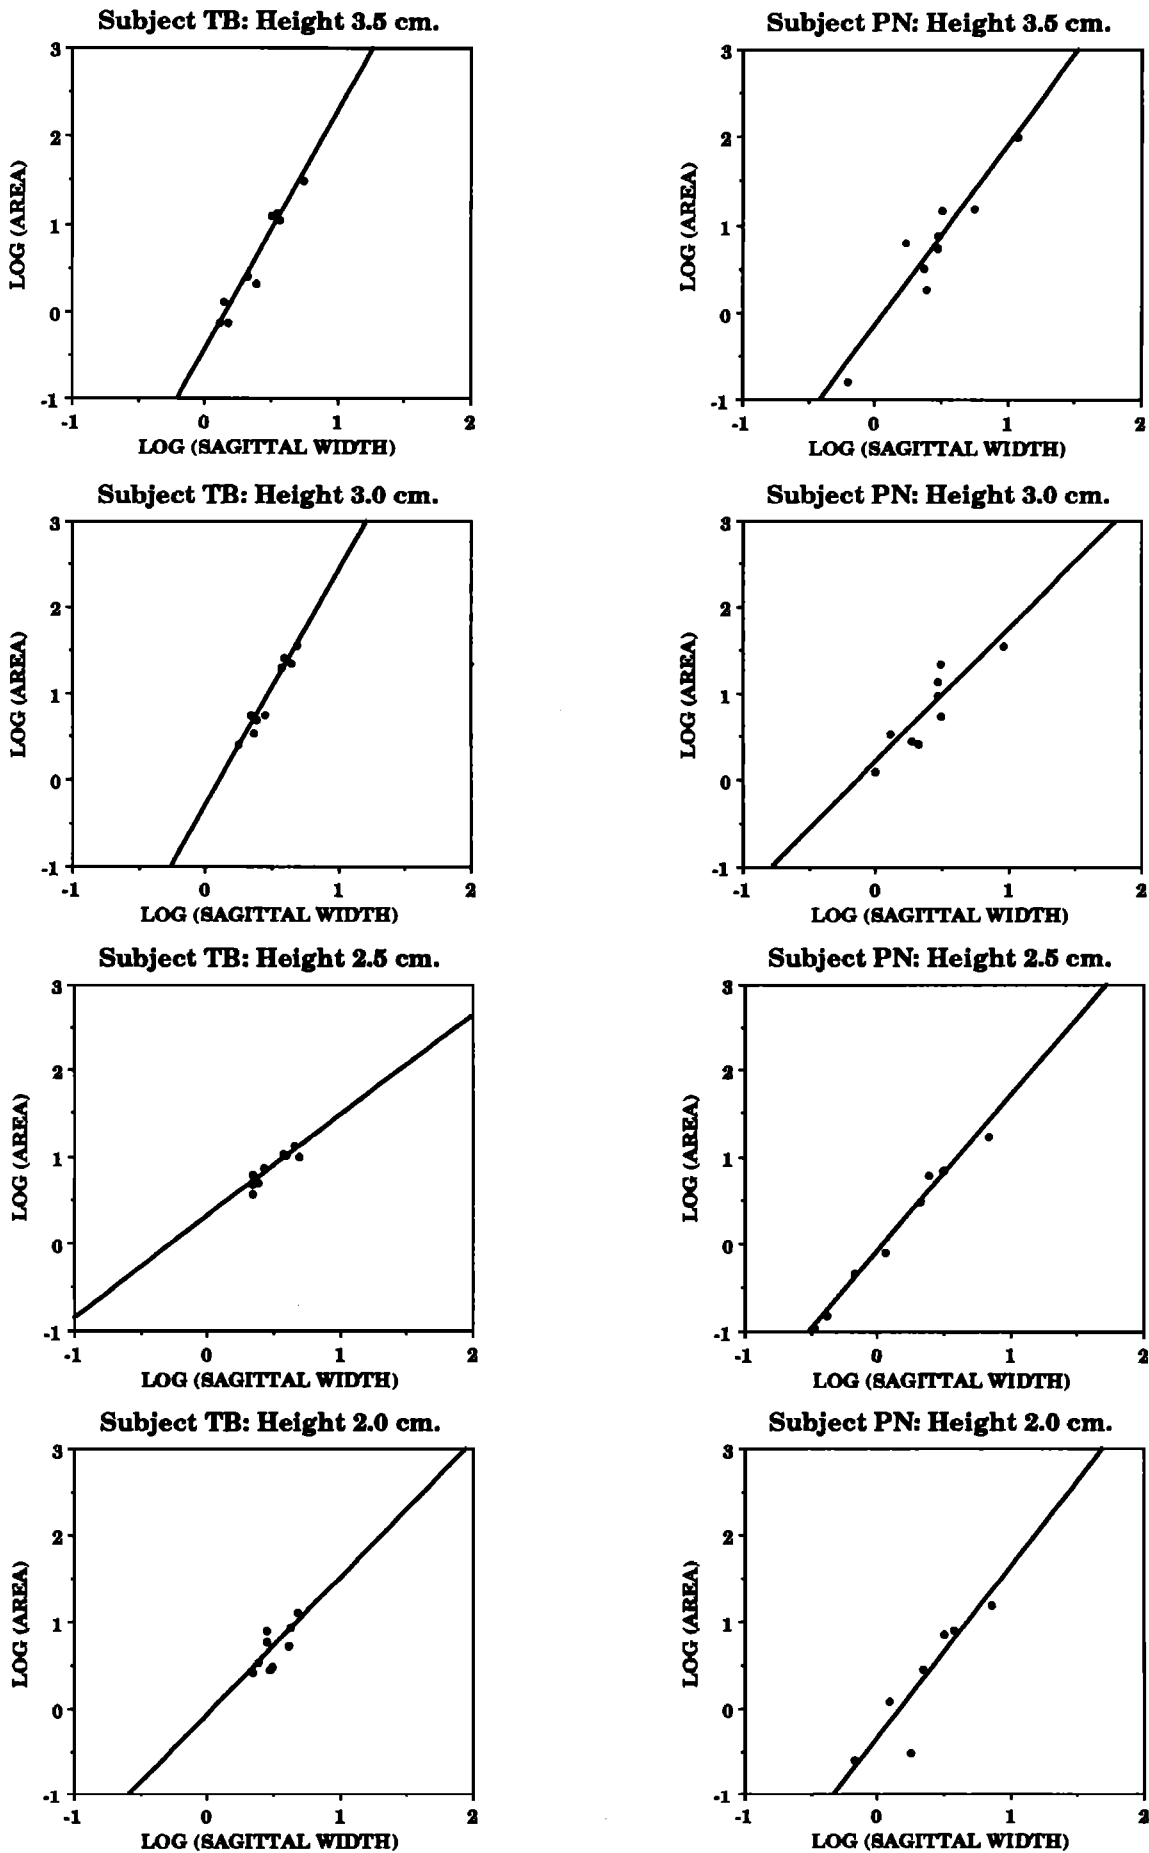 Subject TB: Height 3.5 cm.
3
2
1
0
-1
LOG (AREA)
-1 0 1 2
LOG (SAGITTAL WIDTH)
Subject PN: Height 3.5 cm.
3
2
1
0
-1
LOG (AREA)
-1 0 1 2
LOG (SAGITTAL WIDTH)
Subject TB: Height 3.0 cm.
3
2
1
0
-1
LOG (AREA)
-1 0 1 2
LOG (SAGITTAL WIDTH)
Subject PN: Height 3.0 cm.
3
2
1
0
-1
LOG (AREA)
-1 0 1 2
LOG (SAGITTAL WIDTH)
Subject TB: Height 2.5 cm.
3
2
1
0
-1
LOG (AREA)
-1 0 1 2
LOG (SAGITTAL WIDTH)
Subject PN: Height 2.5 cm.
3
2
1
0
-1
LOG (AREA)
-1 0 1 2
LOG (SAGITTAL WIDTH)
Subject TB: Height 2.0 cm.
3
2
1
0
-1
LOG (AREA)
-1 0 1 2
LOG (SAGITTAL WIDTH)
Subject PN: Height 2.0 cm.
3
2
1
0
-1
LOG (AREA)
-1 0 1 2
LOG (SAGITTAL WIDTH)